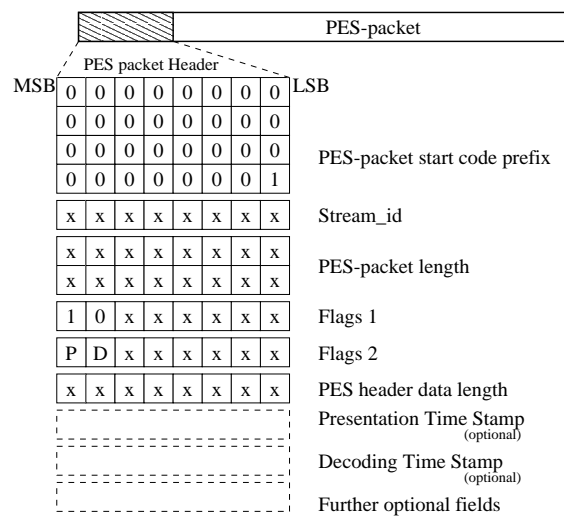 PES-packet
PES packet Header
MSB 0 0 0 0 0 0 0 0 LSB
0 0 0 0 0 0 0 0
0 0 0 0 0 0 0 0
PES-packet start code prefix
0 0 0 0 0 0 0 1
x x x x x x x x Stream_id
x x x x x x x x
PES-packet length
x x x x x x x x
1 0 x x x x x x Flags 1
P D x x x x x x Flags 2
x x x x x x x x PES header data length
Presentation Time Stamp
(optional)
Decoding Time Stamp
(optional)
Further optional fields